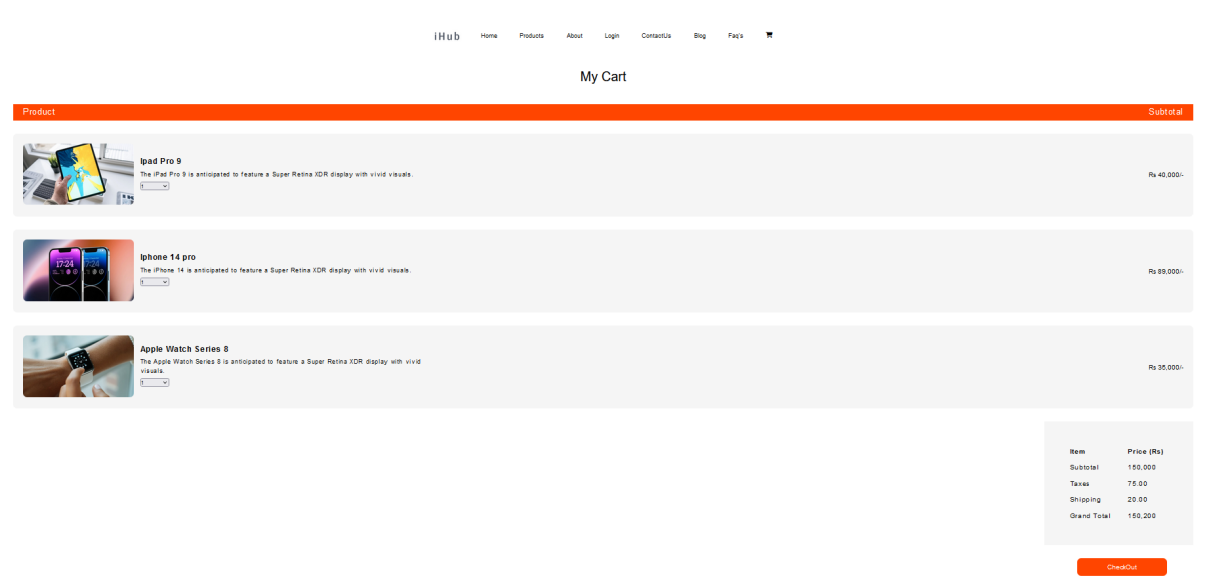 iHub Home Products About Login ContactUs Blog Faq's
My Cart
Product Subtotal
Ipad Pro 9
The iPad Pro 9 is anticipated to feature a Super Retina XDR display with vivid visuals.
1
Rs 40,000/-
17:24 7:24
Iphone 14 pro
The iPhone 14 is anticipated to feature a Super Retina XDR display with vivid visuals.
1
Rs 89,000/-
Apple Watch Series 8
The Apple Watch Series 8 is anticipated to feature a Super Retina XDR display with vivid
visuals.
1
Rs 35,000/-
Item Price (Rs)
Subtotal 150,000
Taxes 75.00
Shipping 20.00
Grand Total 150,200
CheckOut